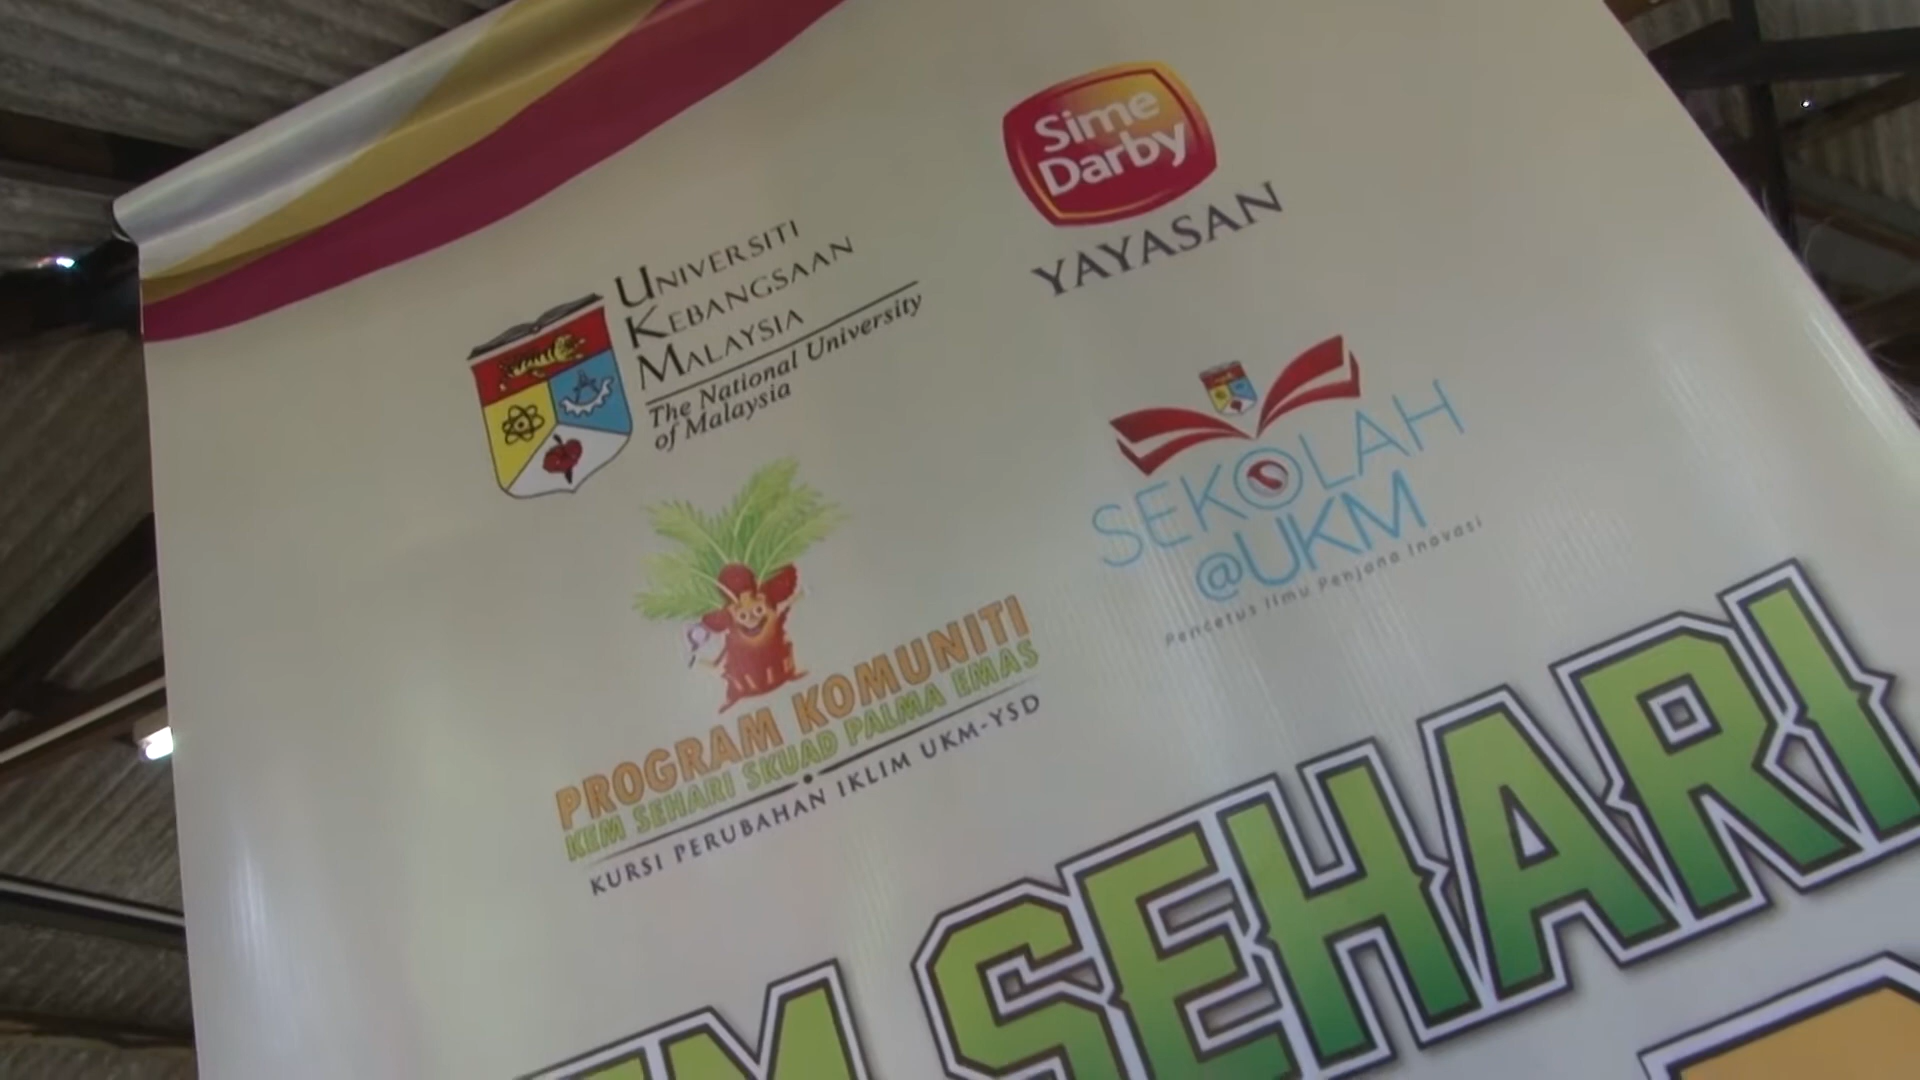 UNIVERSITI
KEBANGSAAN
MALAYSIA
The National University
of Malaysia
Sime
Darby
YAYASAN
PROGRAM KOMUNITI
KEM SEHARI SKUAD PALMA EMAS
KURSI PERUBAHAN IKLIM UKM-YSD
SEKOLAH
@UKM
Pencetus Ilmu Penjana Inovasi
EM SEHARI